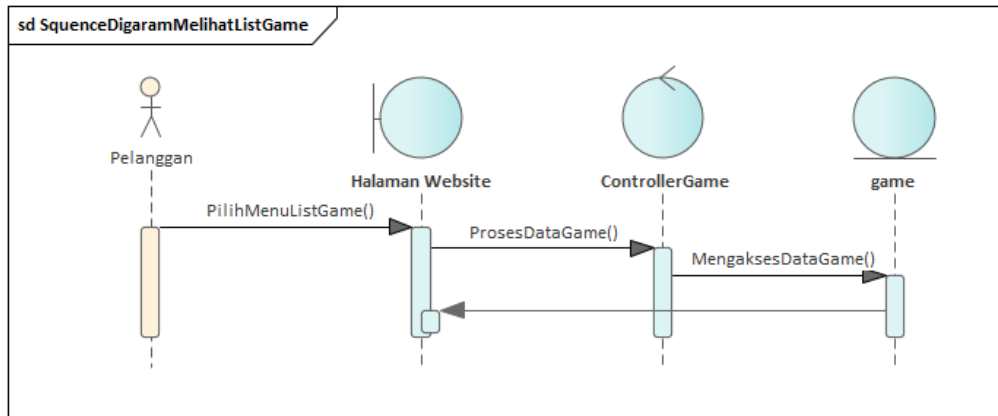 sd SquenceDigaramMelihatListGame
Pelanggan
Halaman Website
ControllerGame
game
PilihMenuListGame()
ProsesDataGame()
MengaksesDataGame()